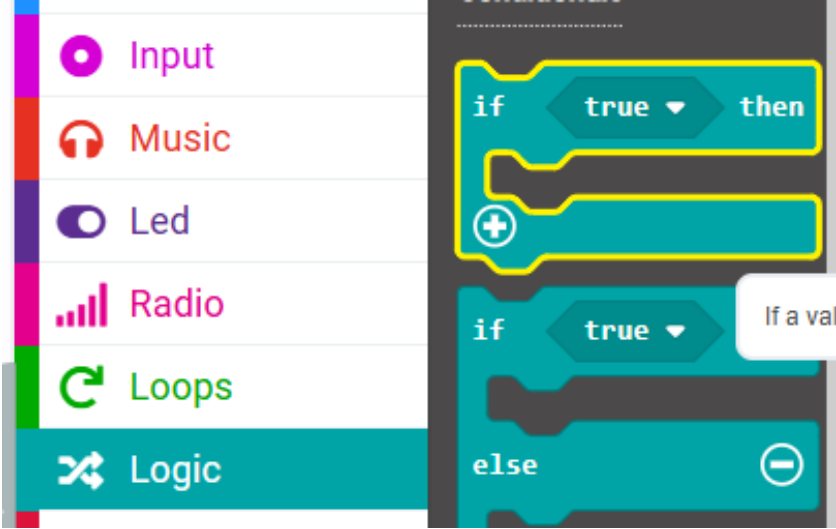 Input
Music
Led
Radio
Loops
Logic
if true then
if true
If a val
else